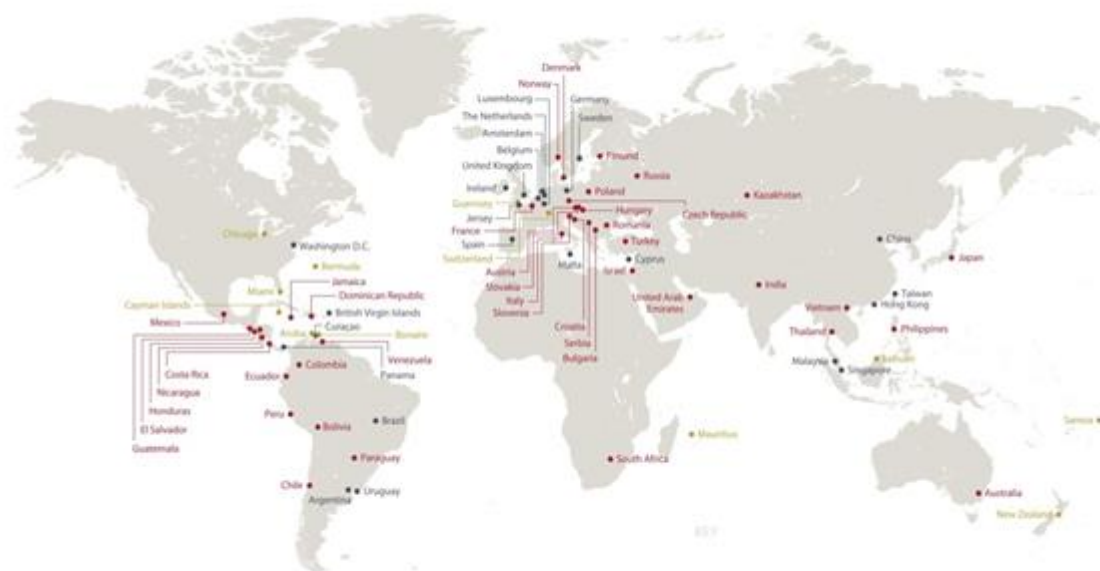 Denmark
Norway
Luxembourg
Germany
The Netherlands
Sweden
Amsterdam
Belgium
United Kingdom
Finland
Russia
Ireland
Poland
Kazakhstan
Guernsey
Hungary
Jersey
Czech Republic
France
Romania
Chicago
Spain
Turkey
China
Washington D.C.
Switzerland
Malta
Cyprus
Japan
Bermuda
Austria
Israel
Jamaica
Slovakia
India
Miami
Dominican Republic
Italy
United Arab
Emirates
Taiwan
Cayman Islands
Slovenia
Hong Kong
Vietnam
British Virgin Islands
Mexico
Curaçao
Croatia
Thailand
Philippines
Aruba
Bonaire
Serbia
Venezuela
Bulgaria
Malaysia
Colombia
Singapore
Costa Rica
Ecuador
Panama
Nicaragua
Honduras
Peru
Brazil
El Salvador
Bolivia
Samoa
Guatemala
Mauritius
Paraguay
South Africa
Chile
Uruguay
Argentina
Australia
New Zealand
KEY